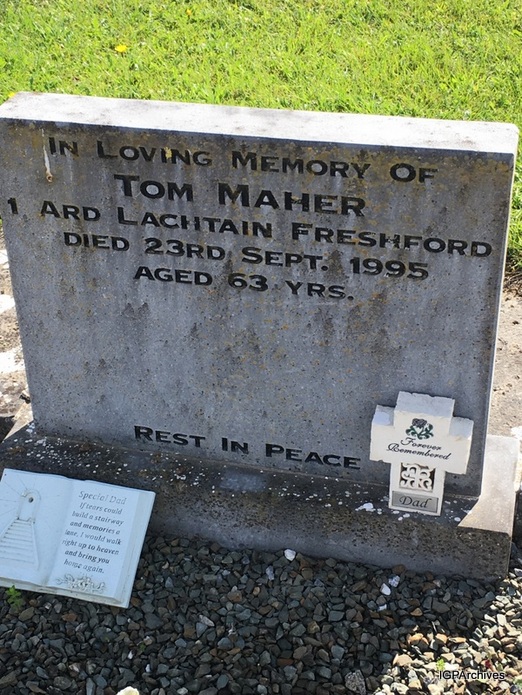 IN LOVING MEMORY OF
TOM MAHER
1 ARD LACHTAIN FRESHFORD
DIED 23RD SEPT. 1995
AGED 63 YRS.
REST IN PEACE
Forever
Remembered
Dad
Special Dad
If tears could
build a stairway
and memories a
lane, I would walk
right up to heaven
and bring you
home again.
IGPArchives